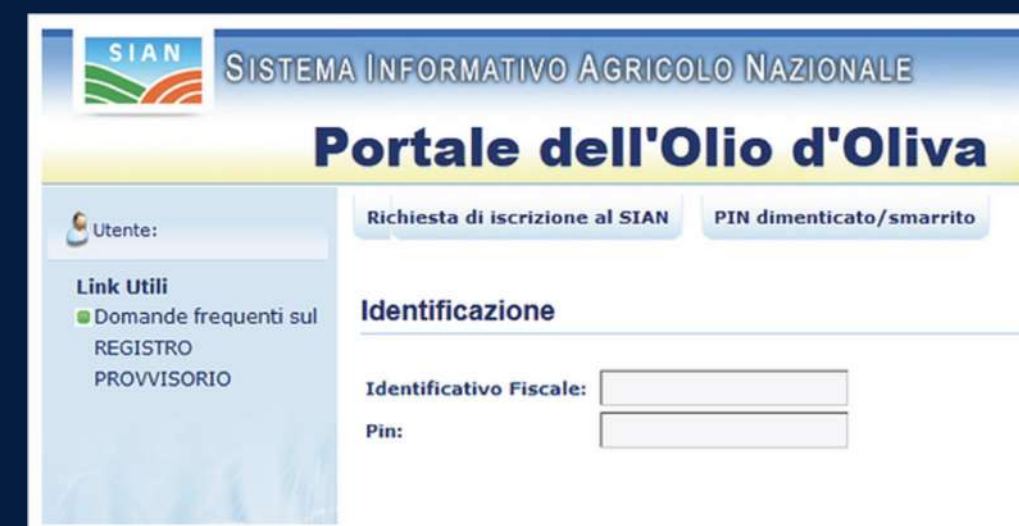 SIAN
SISTEMA INFORMATIVO AGRICOLO NAZIONALE
Portale dell'Olio d'Oliva
Utente:
Link Utili
Domande frequenti sul
REGISTRO
PROVVISORIO
Richiesta di iscrizione al SIAN
PIN dimenticato/smarrito
Identificazione
Identificativo Fiscale:
Pin: